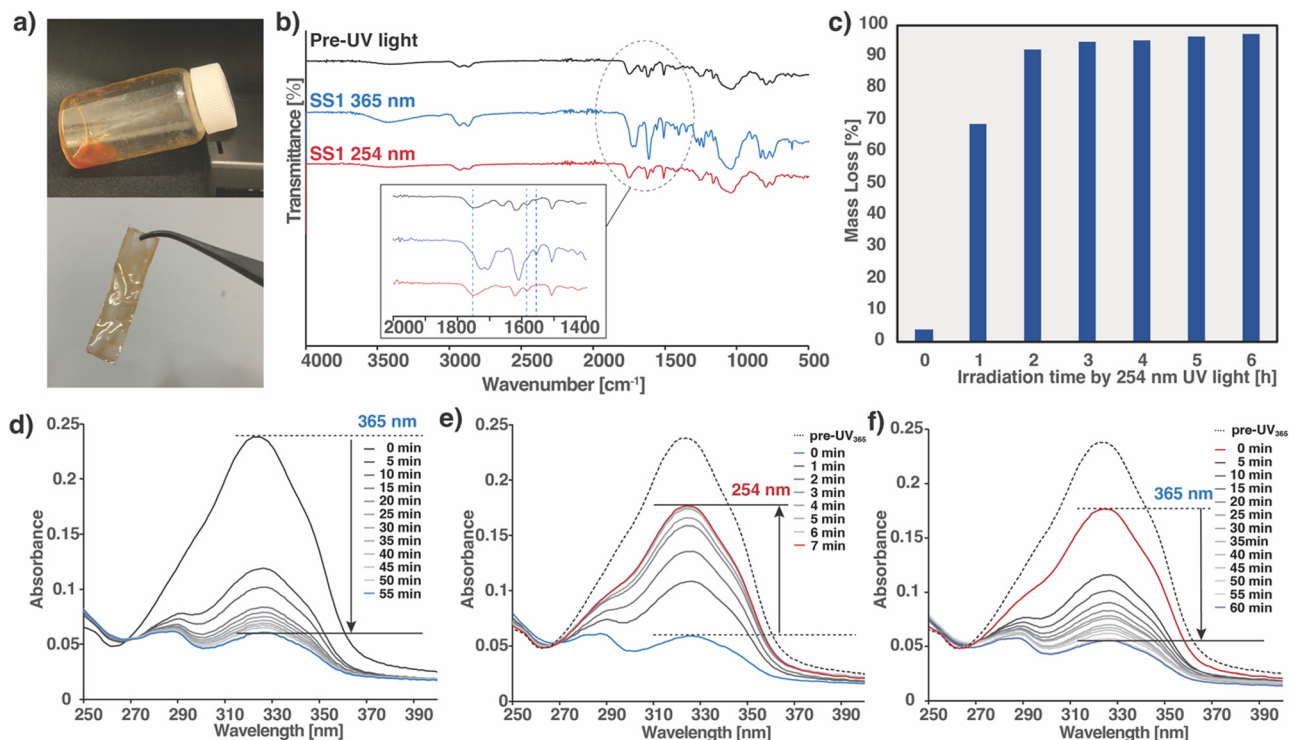 a)
b)
Pre-UV light
SS1 365 nm
SS1 254 nm
Transmittance [%]
2000 1800 1600 1400
4000 3500 3000 2500 2000 1500 1000 500
Wavenumber [cm⁻¹]
c)
100
90
80
70
60
50
40
30
20
10
0
Mass Loss [%]
0 1 2 3 4 5 6
Irradiation time by 254 nm UV light [h]
d)
0.25
0.2
0.15
0.1
0.05
0
Absorbance
365 nm
0 min
5 min
10 min
15 min
20 min
25 min
30 min
35 min
40 min
45 min
50 min
55 min
250 270 290 310 330 350 370 390
Wavelength [nm]
e)
0.25
0.2
0.15
0.1
0.05
0
Absorbance
254 nm
pre-UV₃₆₅
0 min
1 min
2 min
3 min
4 min
5 min
6 min
7 min
250 270 290 310 330 350 370 390
Wavelength [nm]
f)
0.25
0.2
0.15
0.1
0.05
0
Absorbance
365 nm
pre-UV₃₆₅
0 min
5 min
10 min
15 min
20 min
25 min
30 min
35min
40 min
45 min
50 min
55 min
60 min
250 270 290 310 330 350 370 390
Wavelength [nm]